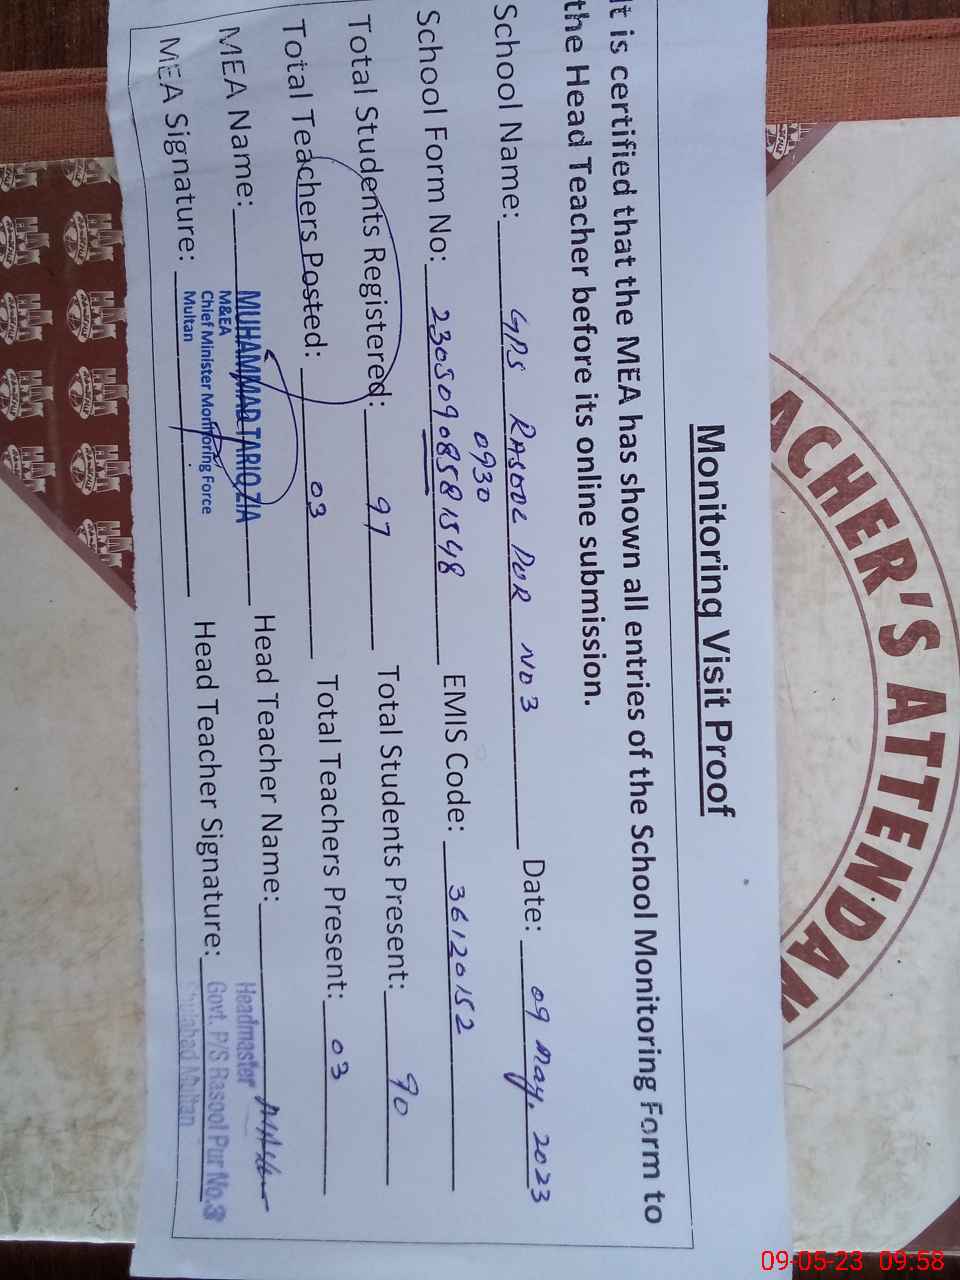 Monitoring Visit Proof
It is certified that the MEA has shown all entries of the School Monitoring Form to
the Head Teacher before its online submission.
School Name: GPS RASOOL PUR NO 3 Date: 09 May. 2023
0930
School Form No: 23050908581548 EMIS Code: 36120152
Total Students Registered: 97 Total Students Present: 90
Total Teachers Posted: 03 Total Teachers Present: 03
MEA Name: MUHAMMAD TARIQ ZIA Head Teacher Name:
M&EA
Chief Minister Monitoring Force
Multan
Headmaster
MEA Signature: Head Teacher Signature: Govt. P/S Rasool Pur No.3
Multan
ACHER'S ATTENDAN
09-05-23 09:58